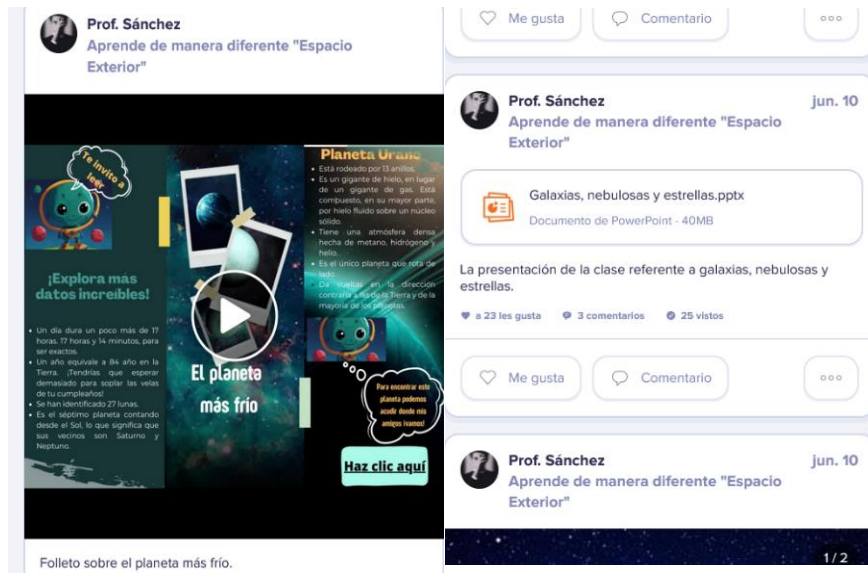 Prof. Sánchez
Aprende de manera diferente "Espacio
Exterior"
Te invito a
leer
¡Explora más
datos increíbles!
Un día dura un poco más de 17
horas. 17 horas y 14 minutos, para
ser exactos.
Un año equivale a 84 año en la
Tierra. ¡Tendrías que esperar
demasiado para soplar las velas
de tu cumpleaños!
Se han identificado 27 lunas.
Es el séptimo planeta contando
desde el Sol, lo que significa que
sus vecinos son Saturno y
Neptuno.
El planeta
más frío
Planeta Urano
Está rodeado por 13 anillos.
Es un gigante de hielo, en lugar
de un gigante de gas. Está
compuesto, en su mayor parte,
por hielo fluido sobre un núcleo
sólido.
Tiene una atmósfera densa
hecha de metano, hidrógeno y
helio.
Es el único planeta que rota de
lado.
Da vueltas en la dirección
contraria a las de la Tierra y de la
mayoría de los planetas.
Para encontrar este
planeta podemos
acudir donde mis
amigos ivamos!
Haz clic aquí
Folleto sobre el planeta más frío.
Me gusta
Comentario
Prof. Sánchez
jun. 10
Aprende de manera diferente "Espacio
Exterior"
Galaxias, nebulosas y estrellas.pptx
Documento de PowerPoint - 40MB
La presentación de la clase referente a galaxias, nebulosas y
estrellas.
a 23 les gusta
3 comentarios
25 vistos
Me gusta
Comentario
Prof. Sánchez
jun. 10
Aprende de manera diferente "Espacio
Exterior"
1/2